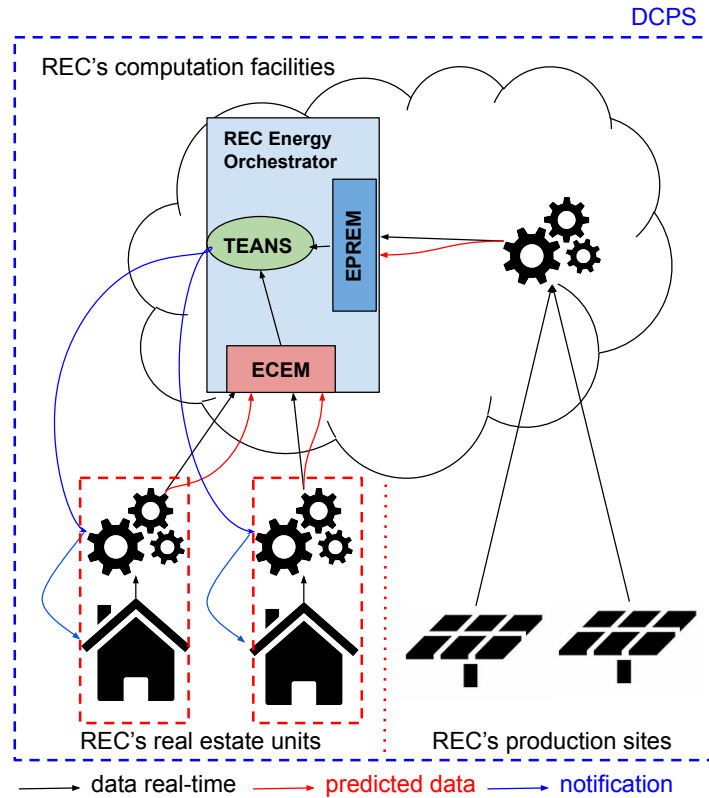 DCPS
REC's computation facilities
REC Energy
Orchestrator
TEANS
EPREM
ECEM
REC's real estate units
REC's production sites
data real-time
predicted data
notification